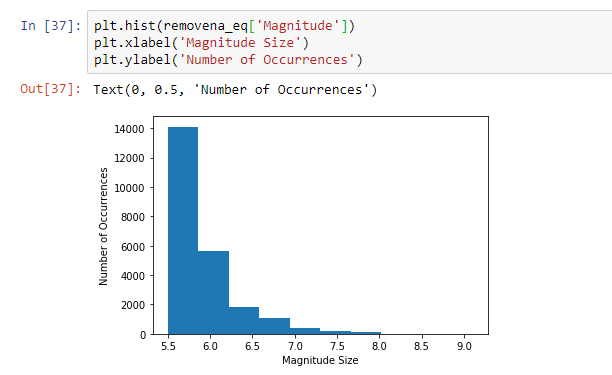 In [37]: plt.hist(removena_eq['Magnitude'])
plt.xlabel('Magnitude Size')
plt.ylabel('Number of Occurrences')
Out[37]: Text(0, 0.5, 'Number of Occurrences')
14000
12000
10000
8000
6000
4000
2000
0
Number of Occurrences
5.5 6.0 6.5 7.0 7.5 8.0 8.5 9.0
Magnitude Size